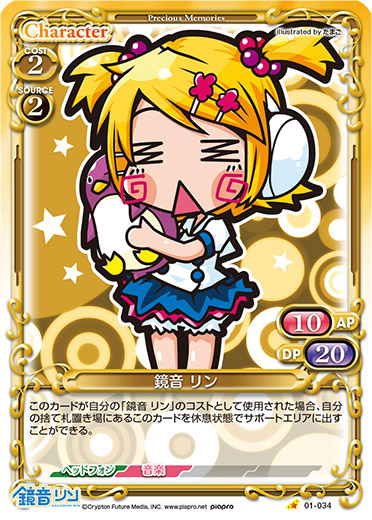 Precious Memories
Character
illustrated by たまご
COST
2
SOURCE
2
10 AP
DP 20
鏡音 リン
このカードが自分の「鏡音 リン」のコストとして使用された場合、自分
の捨て札置き場にあるこのカードを休息状態でサポートエリアに出す
ことができる。
ヘッドフォン
音楽
鏡音リン
KAGAMINE RIN
©Crypton Future Media, INC. www.piapro.net piapro
01-034